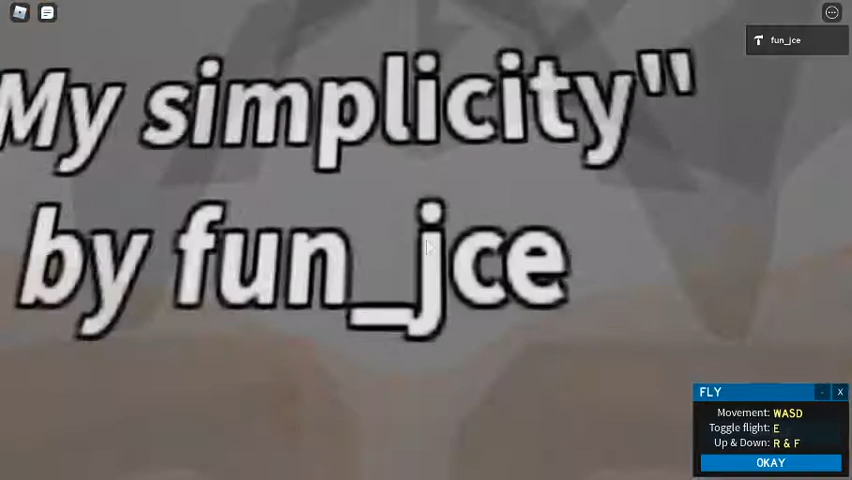 fun_jce
My simplicity"
by fun_jce
FLY - X
Movement: WASD
Toggle flight: E
Up & Down: R & F
OKAY